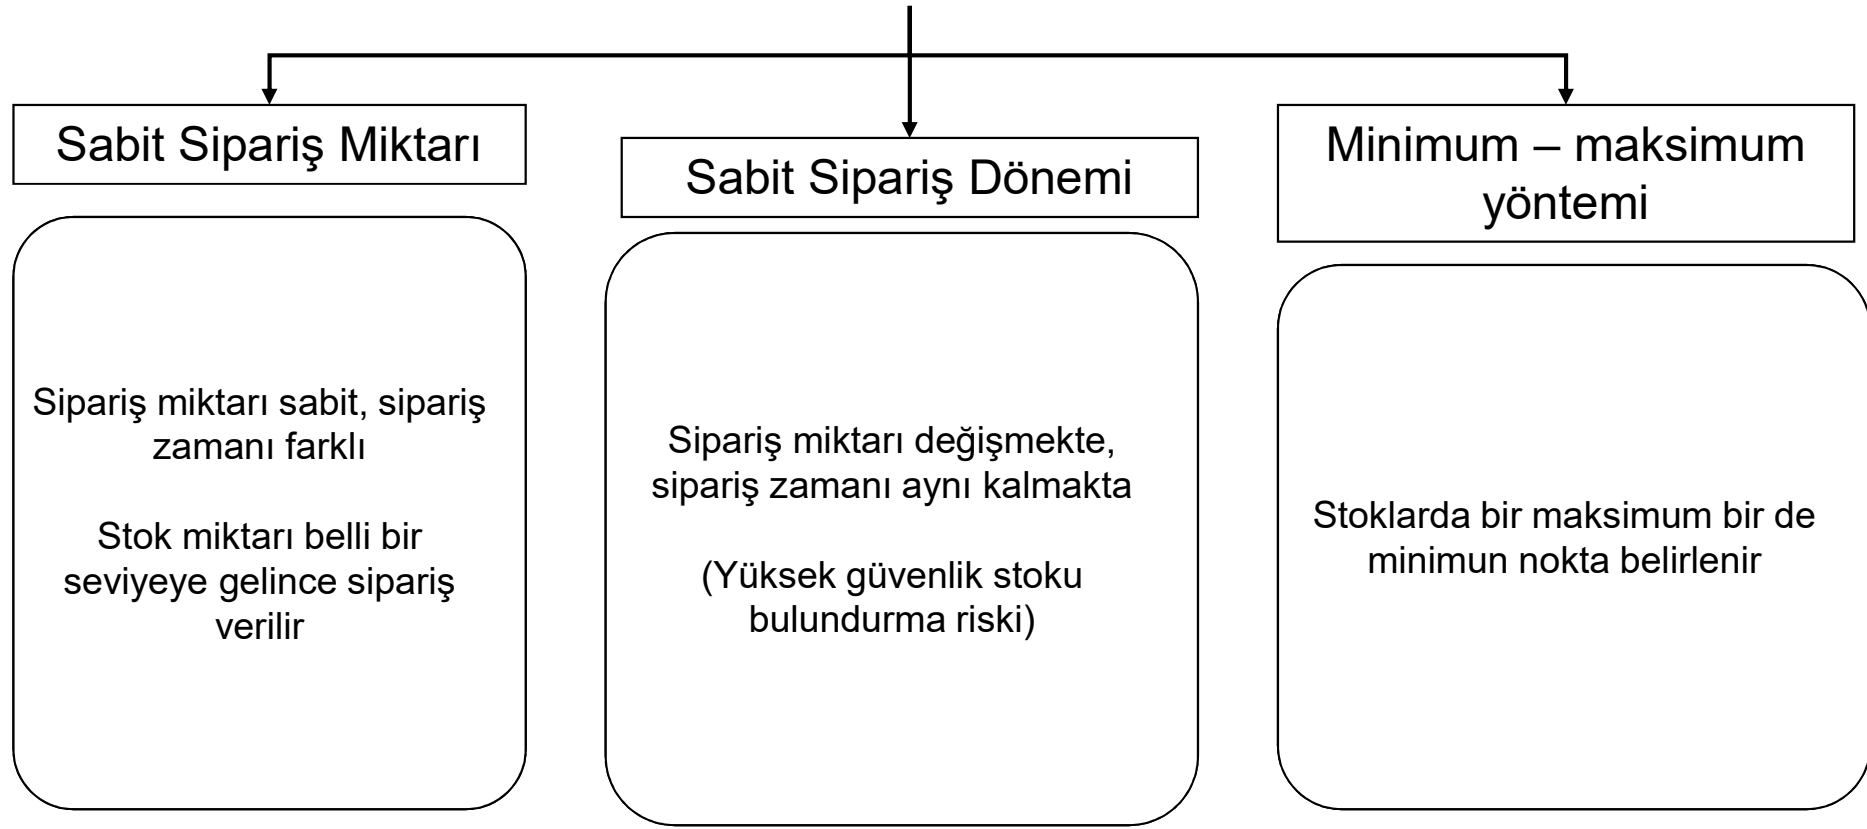 Sabit Sipariş Miktarı
Sipariş miktarı sabit, sipariş
zamanı farklı
Stok miktarı belli bir
seviyeye gelince sipariş
verilir
Sabit Sipariş Dönemi
Sipariş miktarı değişmekte,
sipariş zamanı aynı kalmakta
(Yüksek güvenlik stoku
bulundurma riski)
Minimum – maksimum
yöntemi
Stoklarda bir maksimum bir de
minimun nokta belirlenir